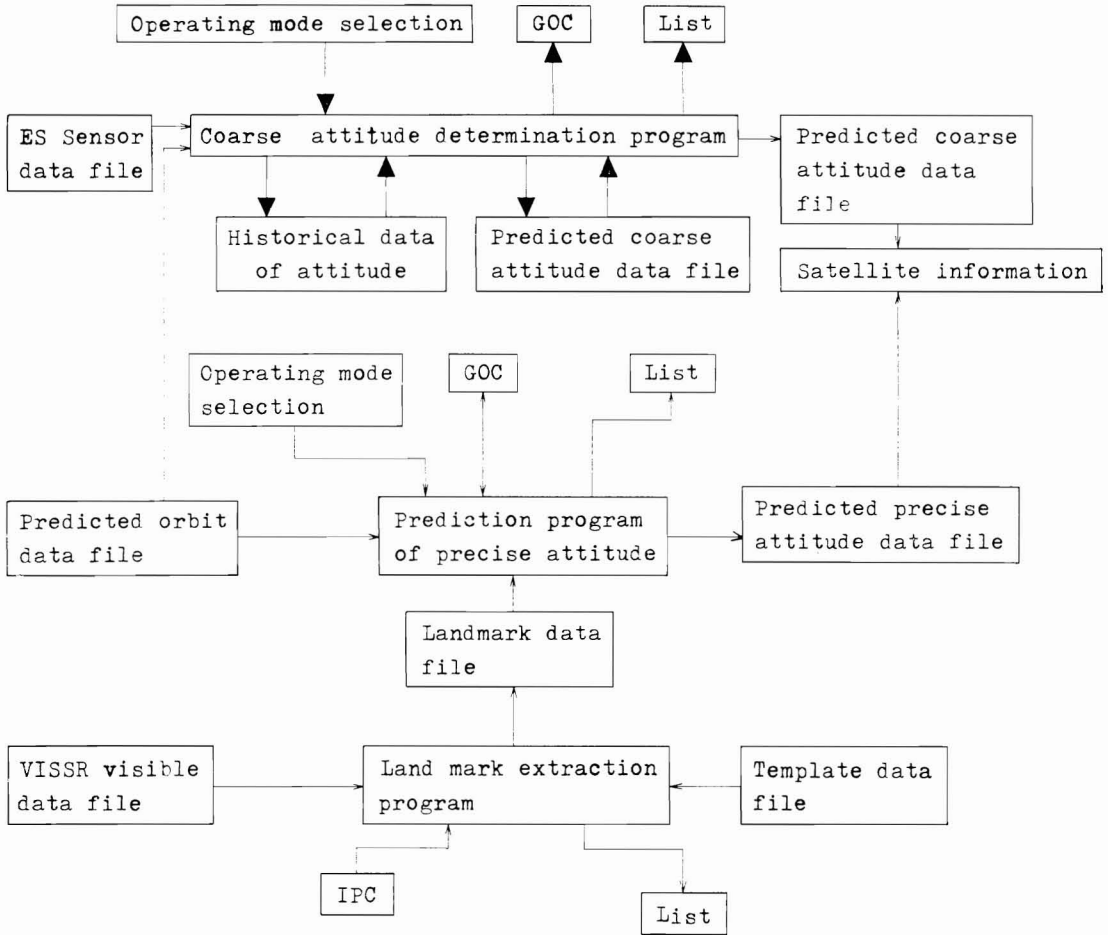 Operating mode selection
GOC
List
ES Sensor
data file
Coarse attitude determination program
Predicted coarse
attitude data
file
Historical data
of attitude
Predicted coarse
attitude data file
Satellite information
Operating mode
selection
GOC
List
Predicted orbit
data file
Prediction program
of precise attitude
Predicted precise
attitude data file
Landmark data
file
VISSR visible
data file
Land mark extraction
program
Template data
file
IPC
List